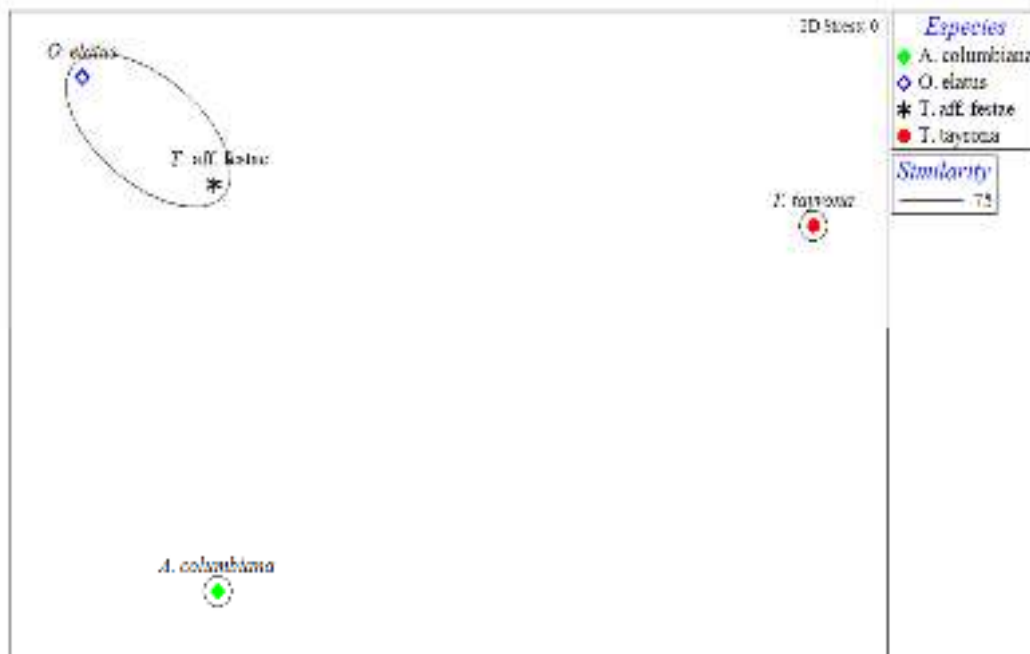 O. elatus
T. aff. festae
T. tayrona
A. columbiana
2D Stress: 0
Especies
A. columbiana
O. elatus
T. aff. festae
T. tayrona
Similarity
75